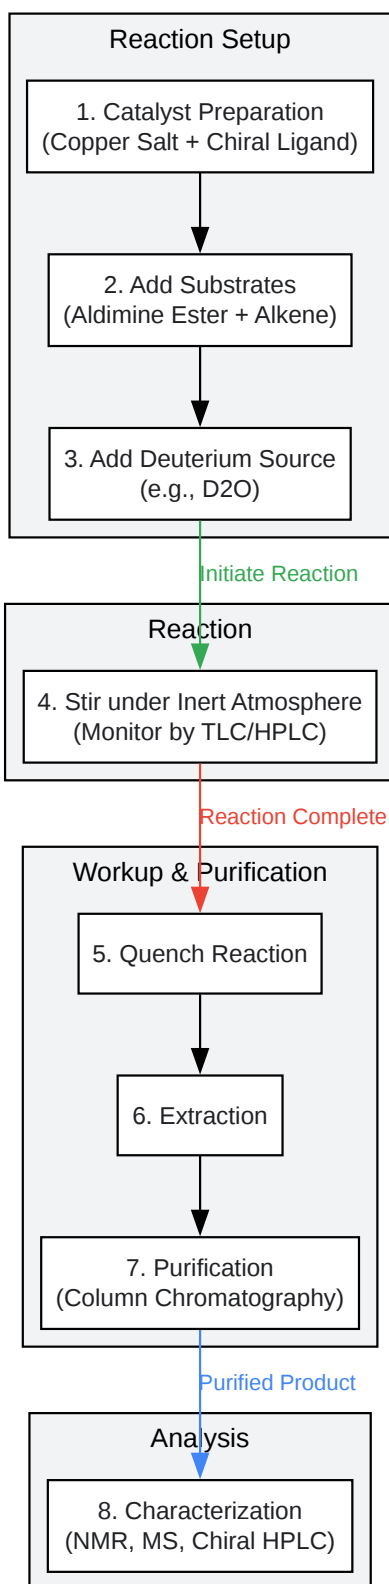 Reaction Setup
1. Catalyst Preparation
(Copper Salt + Chiral Ligand)
2. Add Substrates
(Aldimine Ester + Alkene)
3. Add Deuterium Source
(e.g., D2O)
Initiate Reaction
Reaction
4. Stir under Inert Atmosphere
(Monitor by TLC/HPLC)
Reaction Complete
Workup & Purification
5. Quench Reaction
6. Extraction
7. Purification
(Column Chromatography)
Purified Product
Analysis
8. Characterization
(NMR, MS, Chiral HPLC)